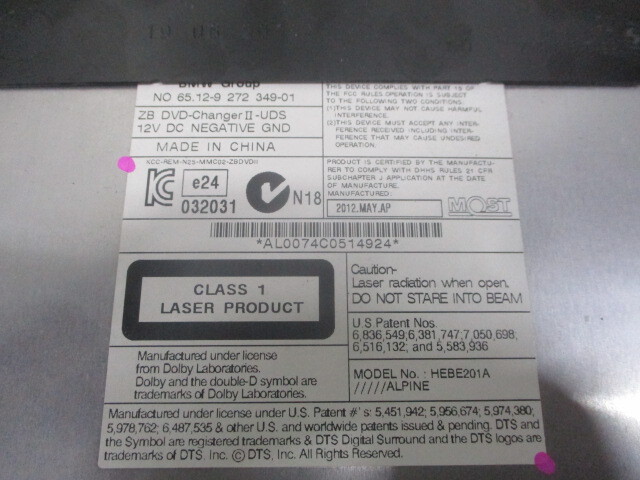 BMW Group
NO 65.12-9 272 349-01
ZB DVD-Changer II-UDS
12V DC NEGATIVE GND
MADE IN CHINA
THIS DEVICE COMPLIES WITH PART 15 OF
THE FCC RULES OPERATION IS SUBJECT
TO THE FOLLOWING TWO CONDITIONS:
(1)THIS DEVICE MAY NOT CAUSE HARMFUL
INTERFERENCE.
(2)THIS DEVICE MUST ACCEPT ANY INTER-
FERENCE RECEIVED INCLUDING INTER-
FERENCE THAT MAY CAUSE UNDESIRED
OPERATION.
KCC-REM-N29-MMC02-ZBDVDII
e24
032031
N18
PRODUCT IS CERTIFIED BY THE MANUFACTU-
RER TO COMPLY WITH DHHS RULES 21 CFR
SUBCHAPTER J APPLICATION AT THE DATE
OF MANUFACTURE.
MANUFACTURED:
2012.MAY.AP
MOST
*AL0074C0514924*
CLASS 1
LASER PRODUCT
Caution-
Laser radiation when open.
DO NOT STARE INTO BEAM
U.S Patent Nos.
6,836,549;6,381,747;7,050,698;
6,516,132; and 5,583,936
Manufactured under license
from Dolby Laboratories.
Dolby and the double-D symbol are
trademarks of Dolby Laboratories.
MODEL No. : HEBE201A
/////ALPINE
Manufactured under license under U.S. Patent #'s: 5,451,942; 5,956,674; 5,974,380;
5,978,762; 6,487,535 & other U.S. and worldwide patents issued & pending. DTS and
the Symbol are registered trademarks & DTS Digital Surround and the DTS logos are
trademarks of DTS, Inc. © DTS, Inc. All Rights Reserved.